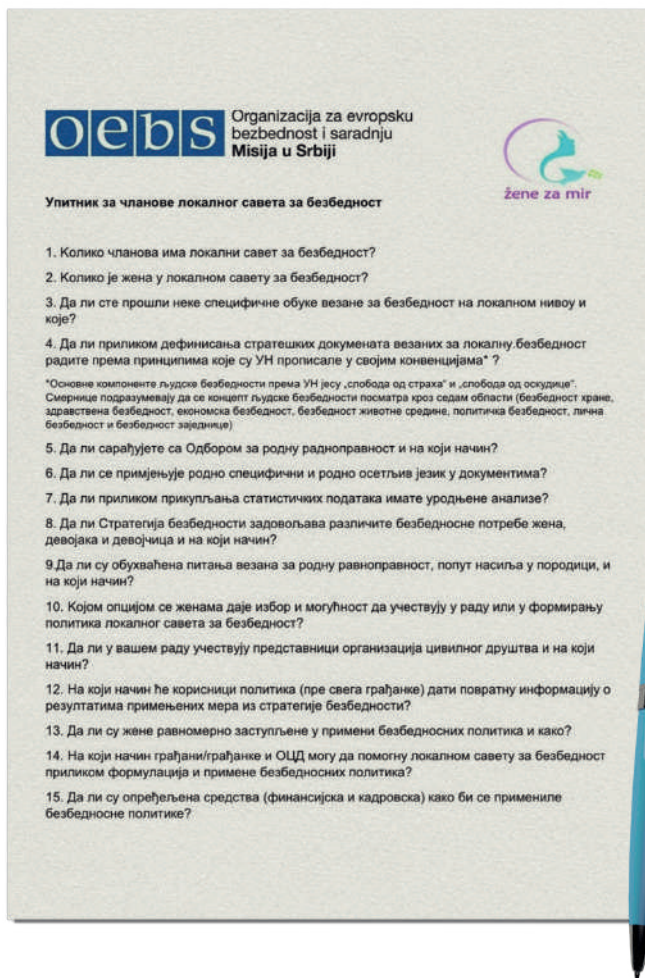 oebs
Organizacija za evropsku
bezbednost i saradnju
Misija u Srbiji
žene za mir
Упитник за чланове локалног савета за безбедност
1. Колико чланова има локални савет за безбедност?
2. Колико је жена у локалном савету за безбедност?
3. Да ли сте прошли неке специфичне обуке везане за безбедност на локалном нивоу и
које?
4. Да ли приликом дефинисања стратешких докумената везаних за локалну.безбедност
радите према принципима које су УН прописале у својим конвенцијама* ?
*Основне компоненте људске безбедности према УН јесу „слобода од страха" и „слобода од оскудице".
Смернице подразумевају да се концепт људске безбедности посматра кроз седам области (безбедност хране,
здравствена безбедност, економска безбедност, безбедност животне средине, политичка безбедност, лична
безбедност и безбедност заједнице)
5. Да ли сарађујете са Одбором за родну радноправност и на који начин?
6. Да ли се примјењује родно специфични и родно осетљив језик у документима?
7. Да ли приликом прикупљања статистичких података имате уродњене анализе?
8. Да ли Стратегија безбедности задовољава различите безбедносне потребе жена,
девојака и девојчица и на који начин?
9.Да ли су обухваћена питања везана за родну равноправност, попут насиља у породици, и
на који начин?
10. Којом опцијом се женама даје избор и могућност да учествују у раду или у формирању
политика локалног савета за безбедност?
11. Да ли у вашем раду учествују представници организација цивилног друштва и на који
начин?
12. На који начин ће корисници политика (пре свега грађанке) дати повратну информацију о
резултатима примењених мера из стратегије безбедности?
13. Да ли су жене равномерно заступљене у примени безбедносних политика и како?
14. На који начин грађани/грађанке и ОЦД могу да помогну локалном савету за безбедност
приликом формулација и примене безбедносних политика?
15. Да ли су опређељена средства (финансијска и кадровска) како би се примениле
безбедносне политике?